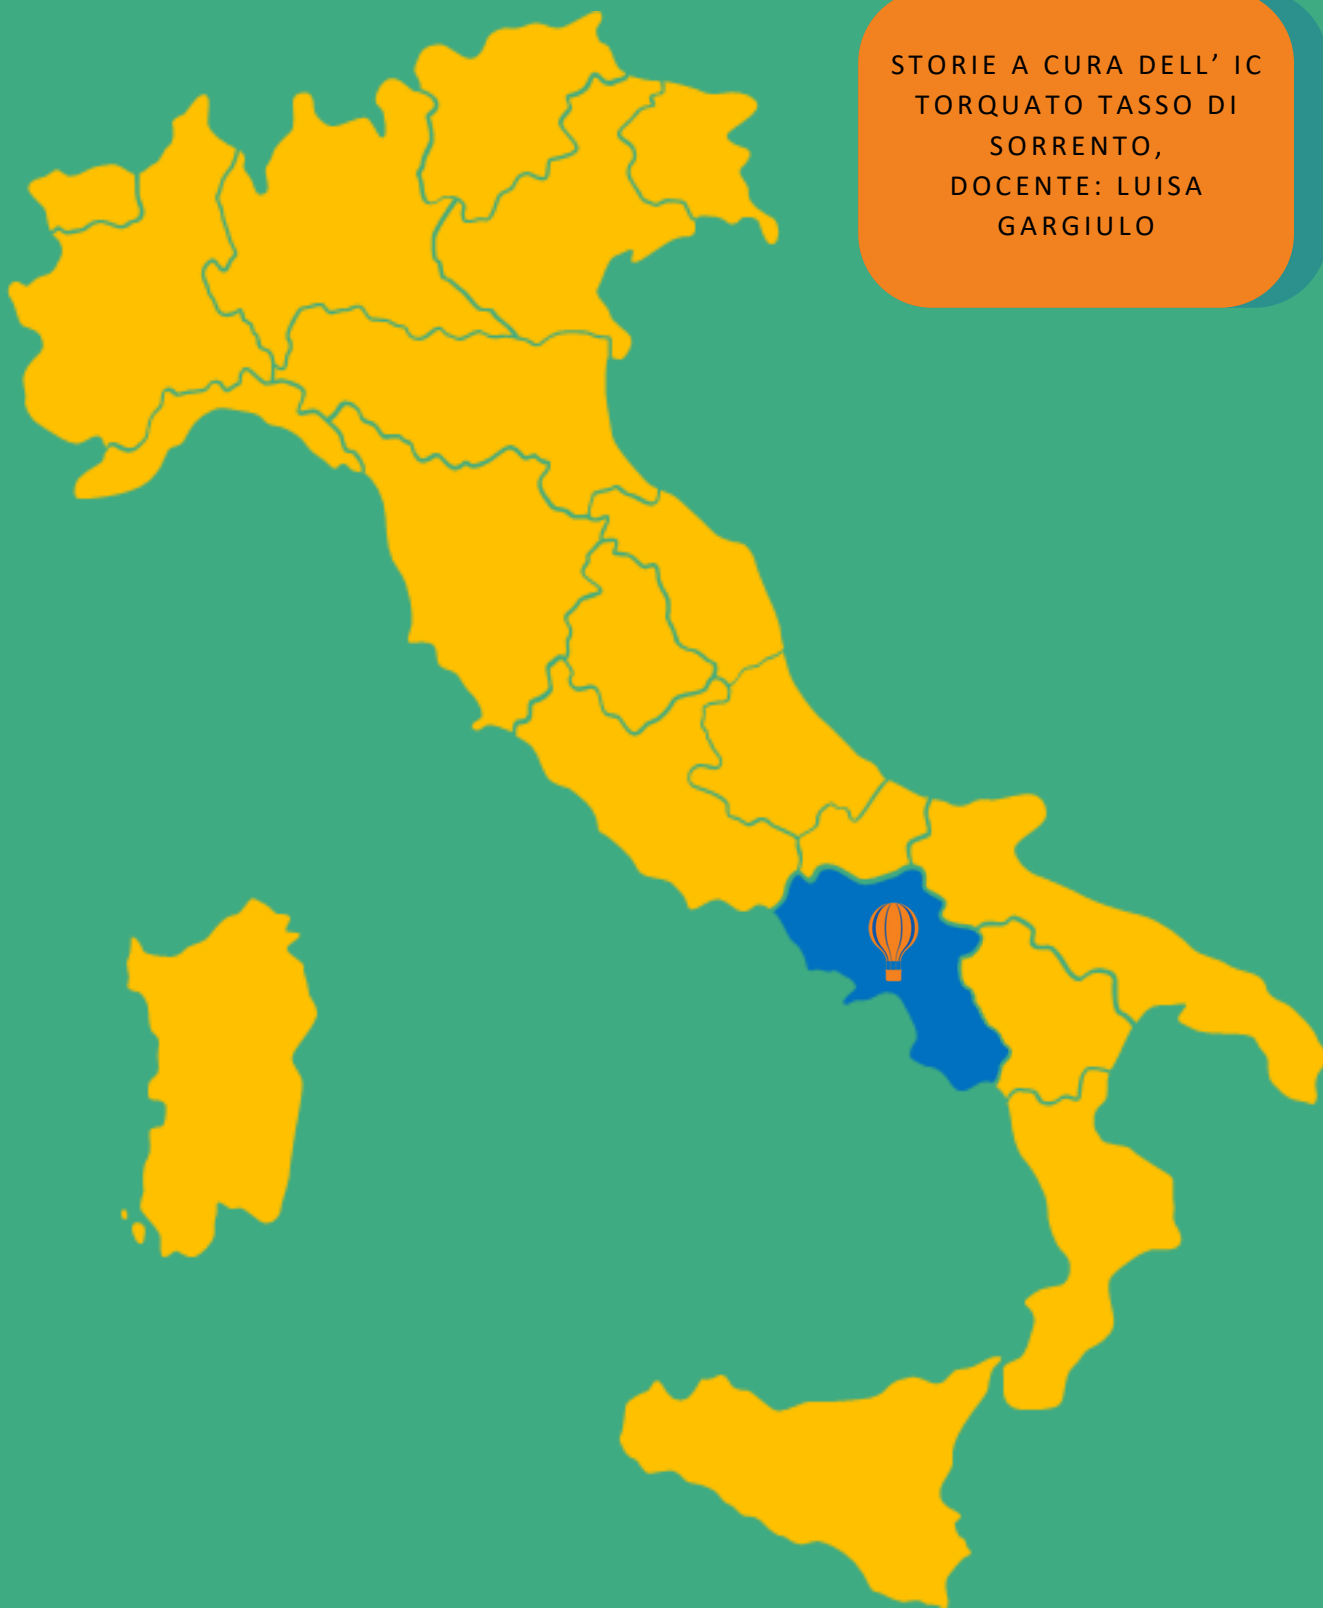 STORIE A CURA DELL’ IC
TORQUATO TASSO DI
SORRENTO,
DOCENTE: LUISA
GARGIULO